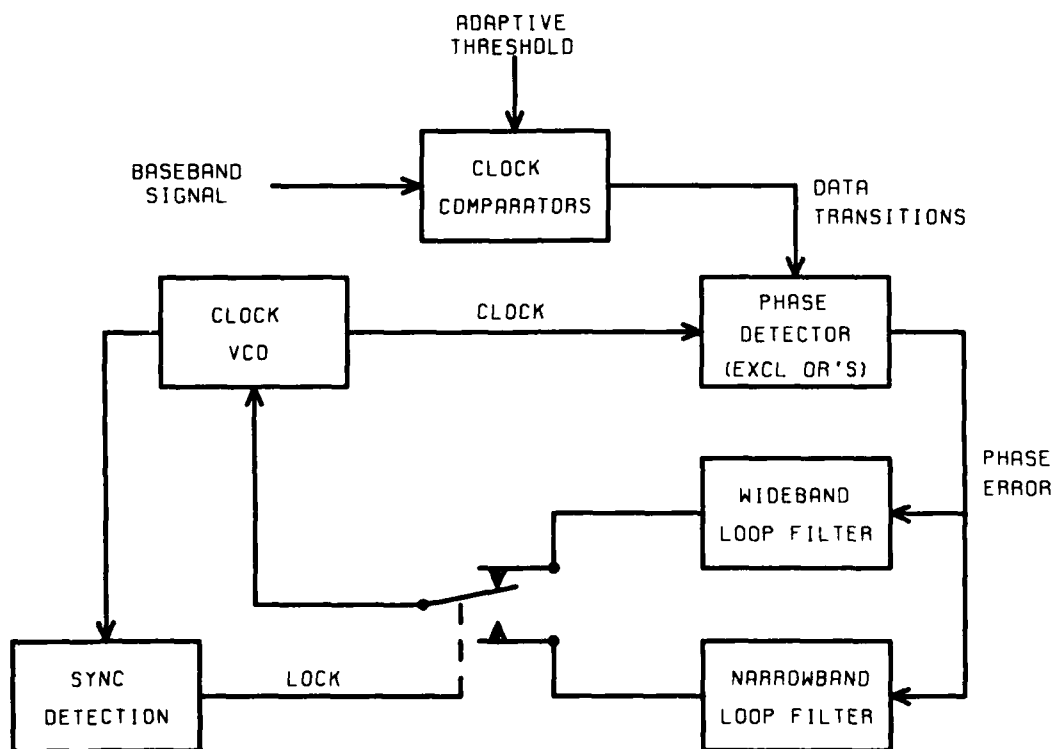 ADAPTIVE
THRESHOLD
BASEBAND
SIGNAL
CLOCK
COMPARATORS
DATA
TRANSITIONS
CLOCK
VCO
CLOCK
PHASE
DETECTOR
(EXCL OR'S)
PHASE
ERROR
WIDEBAND
LOOP FILTER
SYNC
DETECTION
LOCK
NARROWBAND
LOOP FILTER